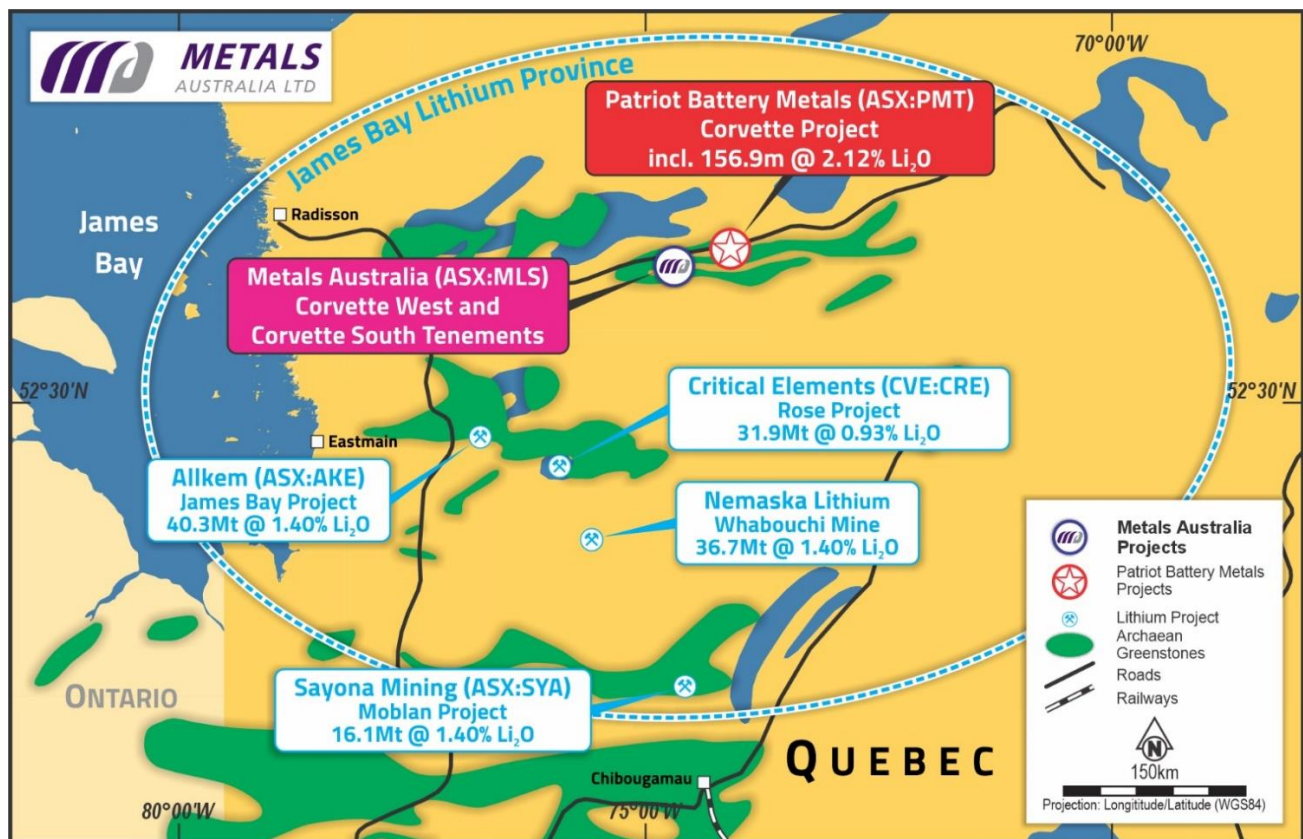 METALS
AUSTRALIA LTD
James Bay Lithium Province
70°00'W
Patriot Battery Metals (ASX:PMT)
Corvette Project
incl. 156.9m @ 2.12% Li₂O
James
Bay
Radisson
Metals Australia (ASX:MLS)
Corvette West and
Corvette South Tenements
52°30'N
52°30'N
Critical Elements (CVE:CRE)
Rose Project
31.9Mt @ 0.93% Li₂O
Eastmain
Allkem (ASX:AKE)
James Bay Project
40.3Mt @ 1.40% Li₂O
Nemaska Lithium
Whabouchi Mine
36.7Mt @ 1.40% Li₂O
Metals Australia
Projects
Patriot Battery Metals
Projects
Lithium Project
Archaean
Greenstones
Roads
Railways
N
150km
Projection: Longititude/Latitude (WGS84)
ONTARIO
Sayona Mining (ASX:SYA)
Moblan Project
16.1Mt @ 1.40% Li₂O
QUEBEC
Chibougamau
80°00'W
75°00'W